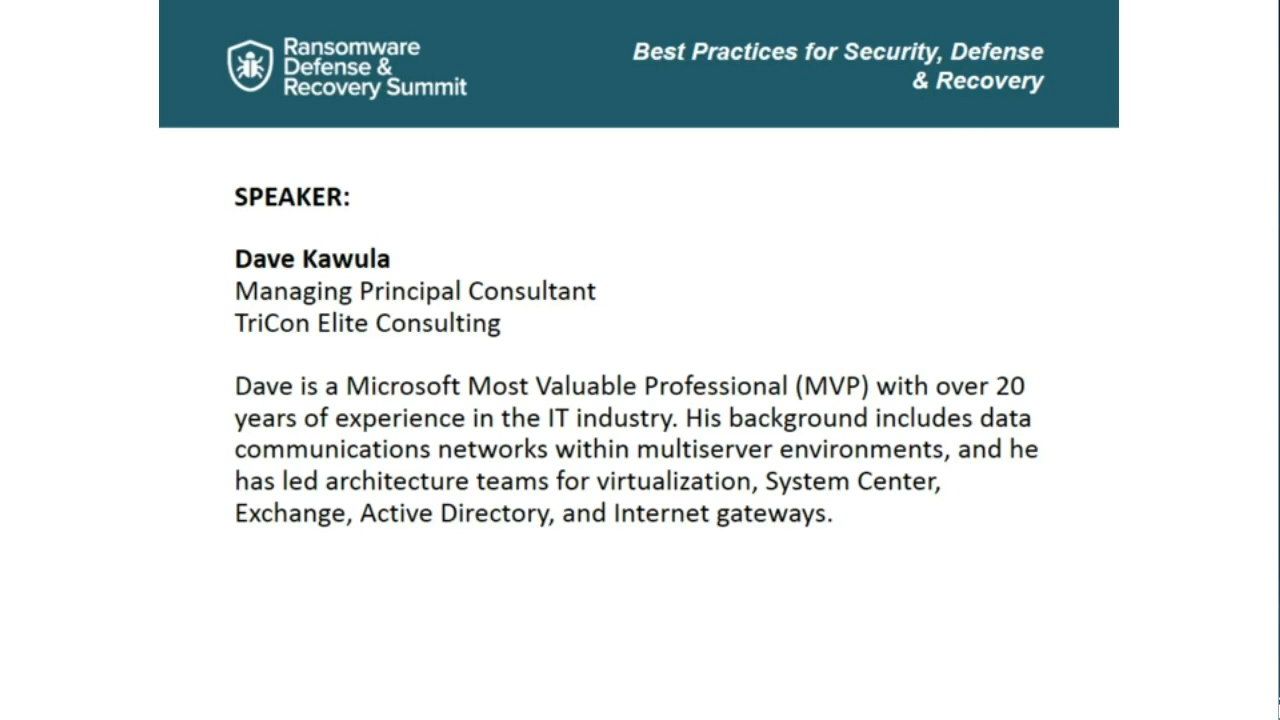 Ransomware
Defense &
Recovery Summit
Best Practices for Security, Defense
& Recovery
SPEAKER:
Dave Kawula
Managing Principal Consultant
TriCon Elite Consulting
Dave is a Microsoft Most Valuable Professional (MVP) with over 20
years of experience in the IT industry. His background includes data
communications networks within multiserver environments, and he
has led architecture teams for virtualization, System Center,
Exchange, Active Directory, and Internet gateways.